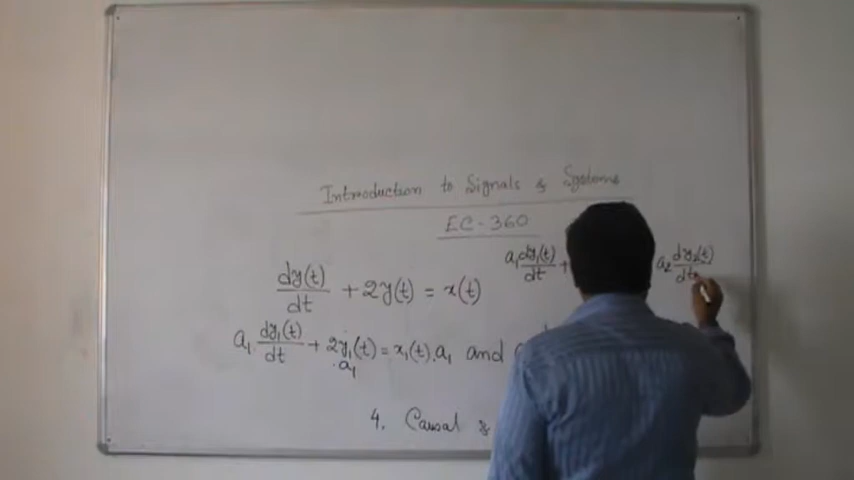 Introduction to Signals & Systems
EC-360
a₁ dy₁(t)/dt + a₂ dy₂(t)/dt
dy(t)/dt + 2y(t) = x(t)
a₁. dy₁(t)/dt + 2y₁(t) .a₁ = x₁(t).a₁ and
4. Causal &